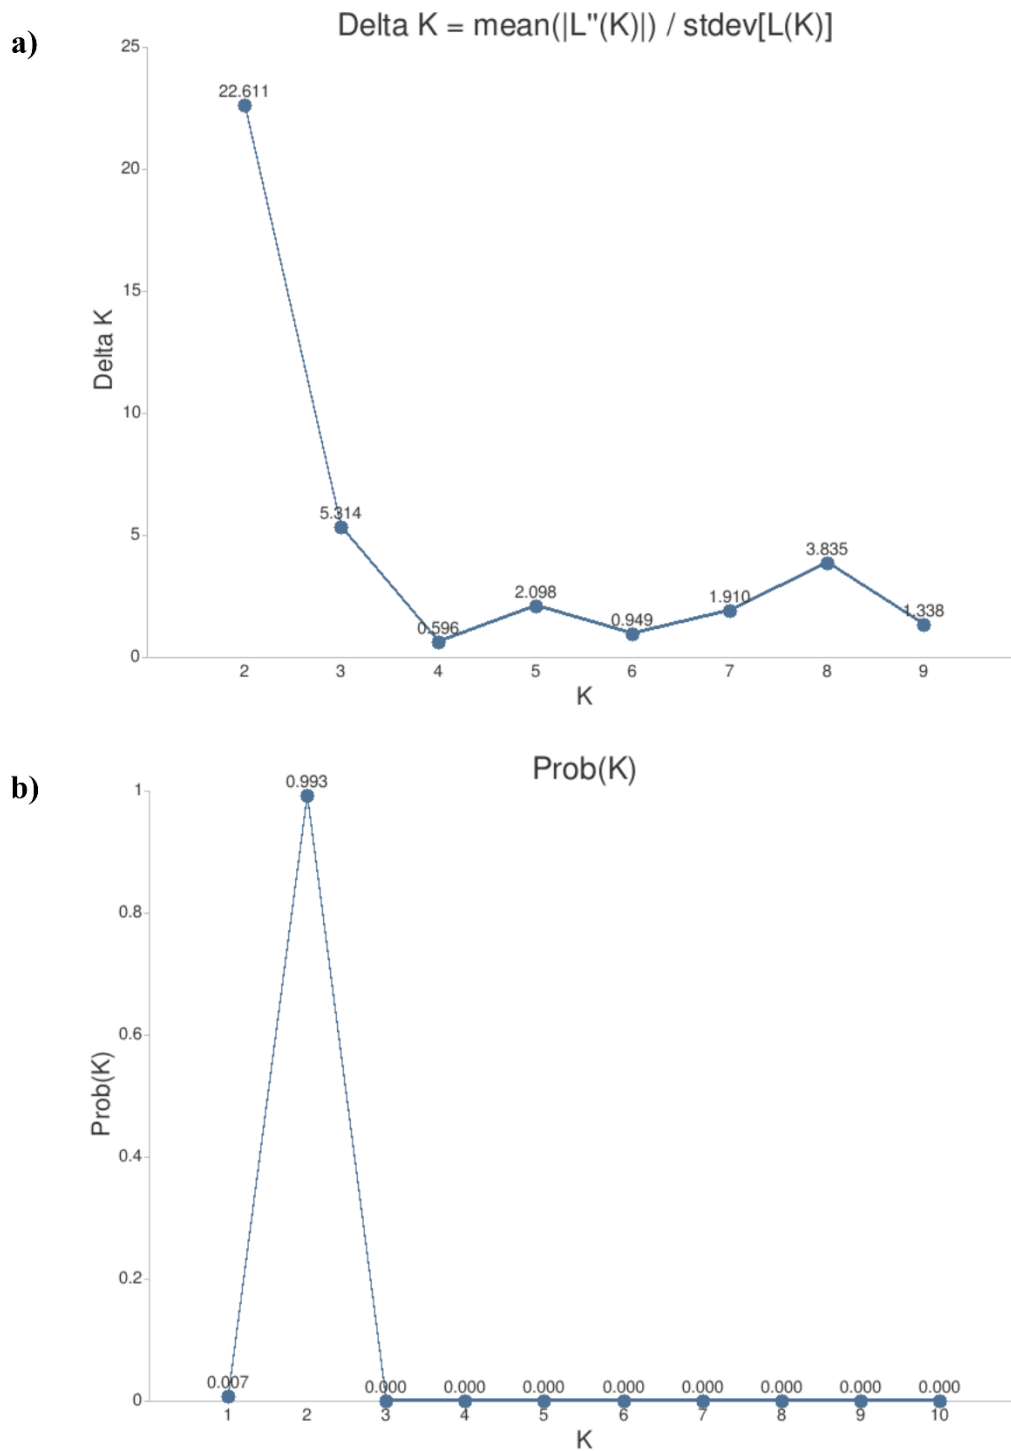 a)
Delta K = mean(|L"(K)|) / stdev[L(K)]
25
22.611
20
15
Delta K
10
5.314
5
3.835
2.098
1.910
1.338
0.949
0.596
0
2 3 4 5 6 7 8 9
K
b)
Prob(K)
1
0.993
0.8
0.6
Prob(K)
0.4
0.2
0.007 0.000 0.000 0.000 0.000 0.000 0.000 0.000 0.000
0
1 2 3 4 5 6 7 8 9 10
K